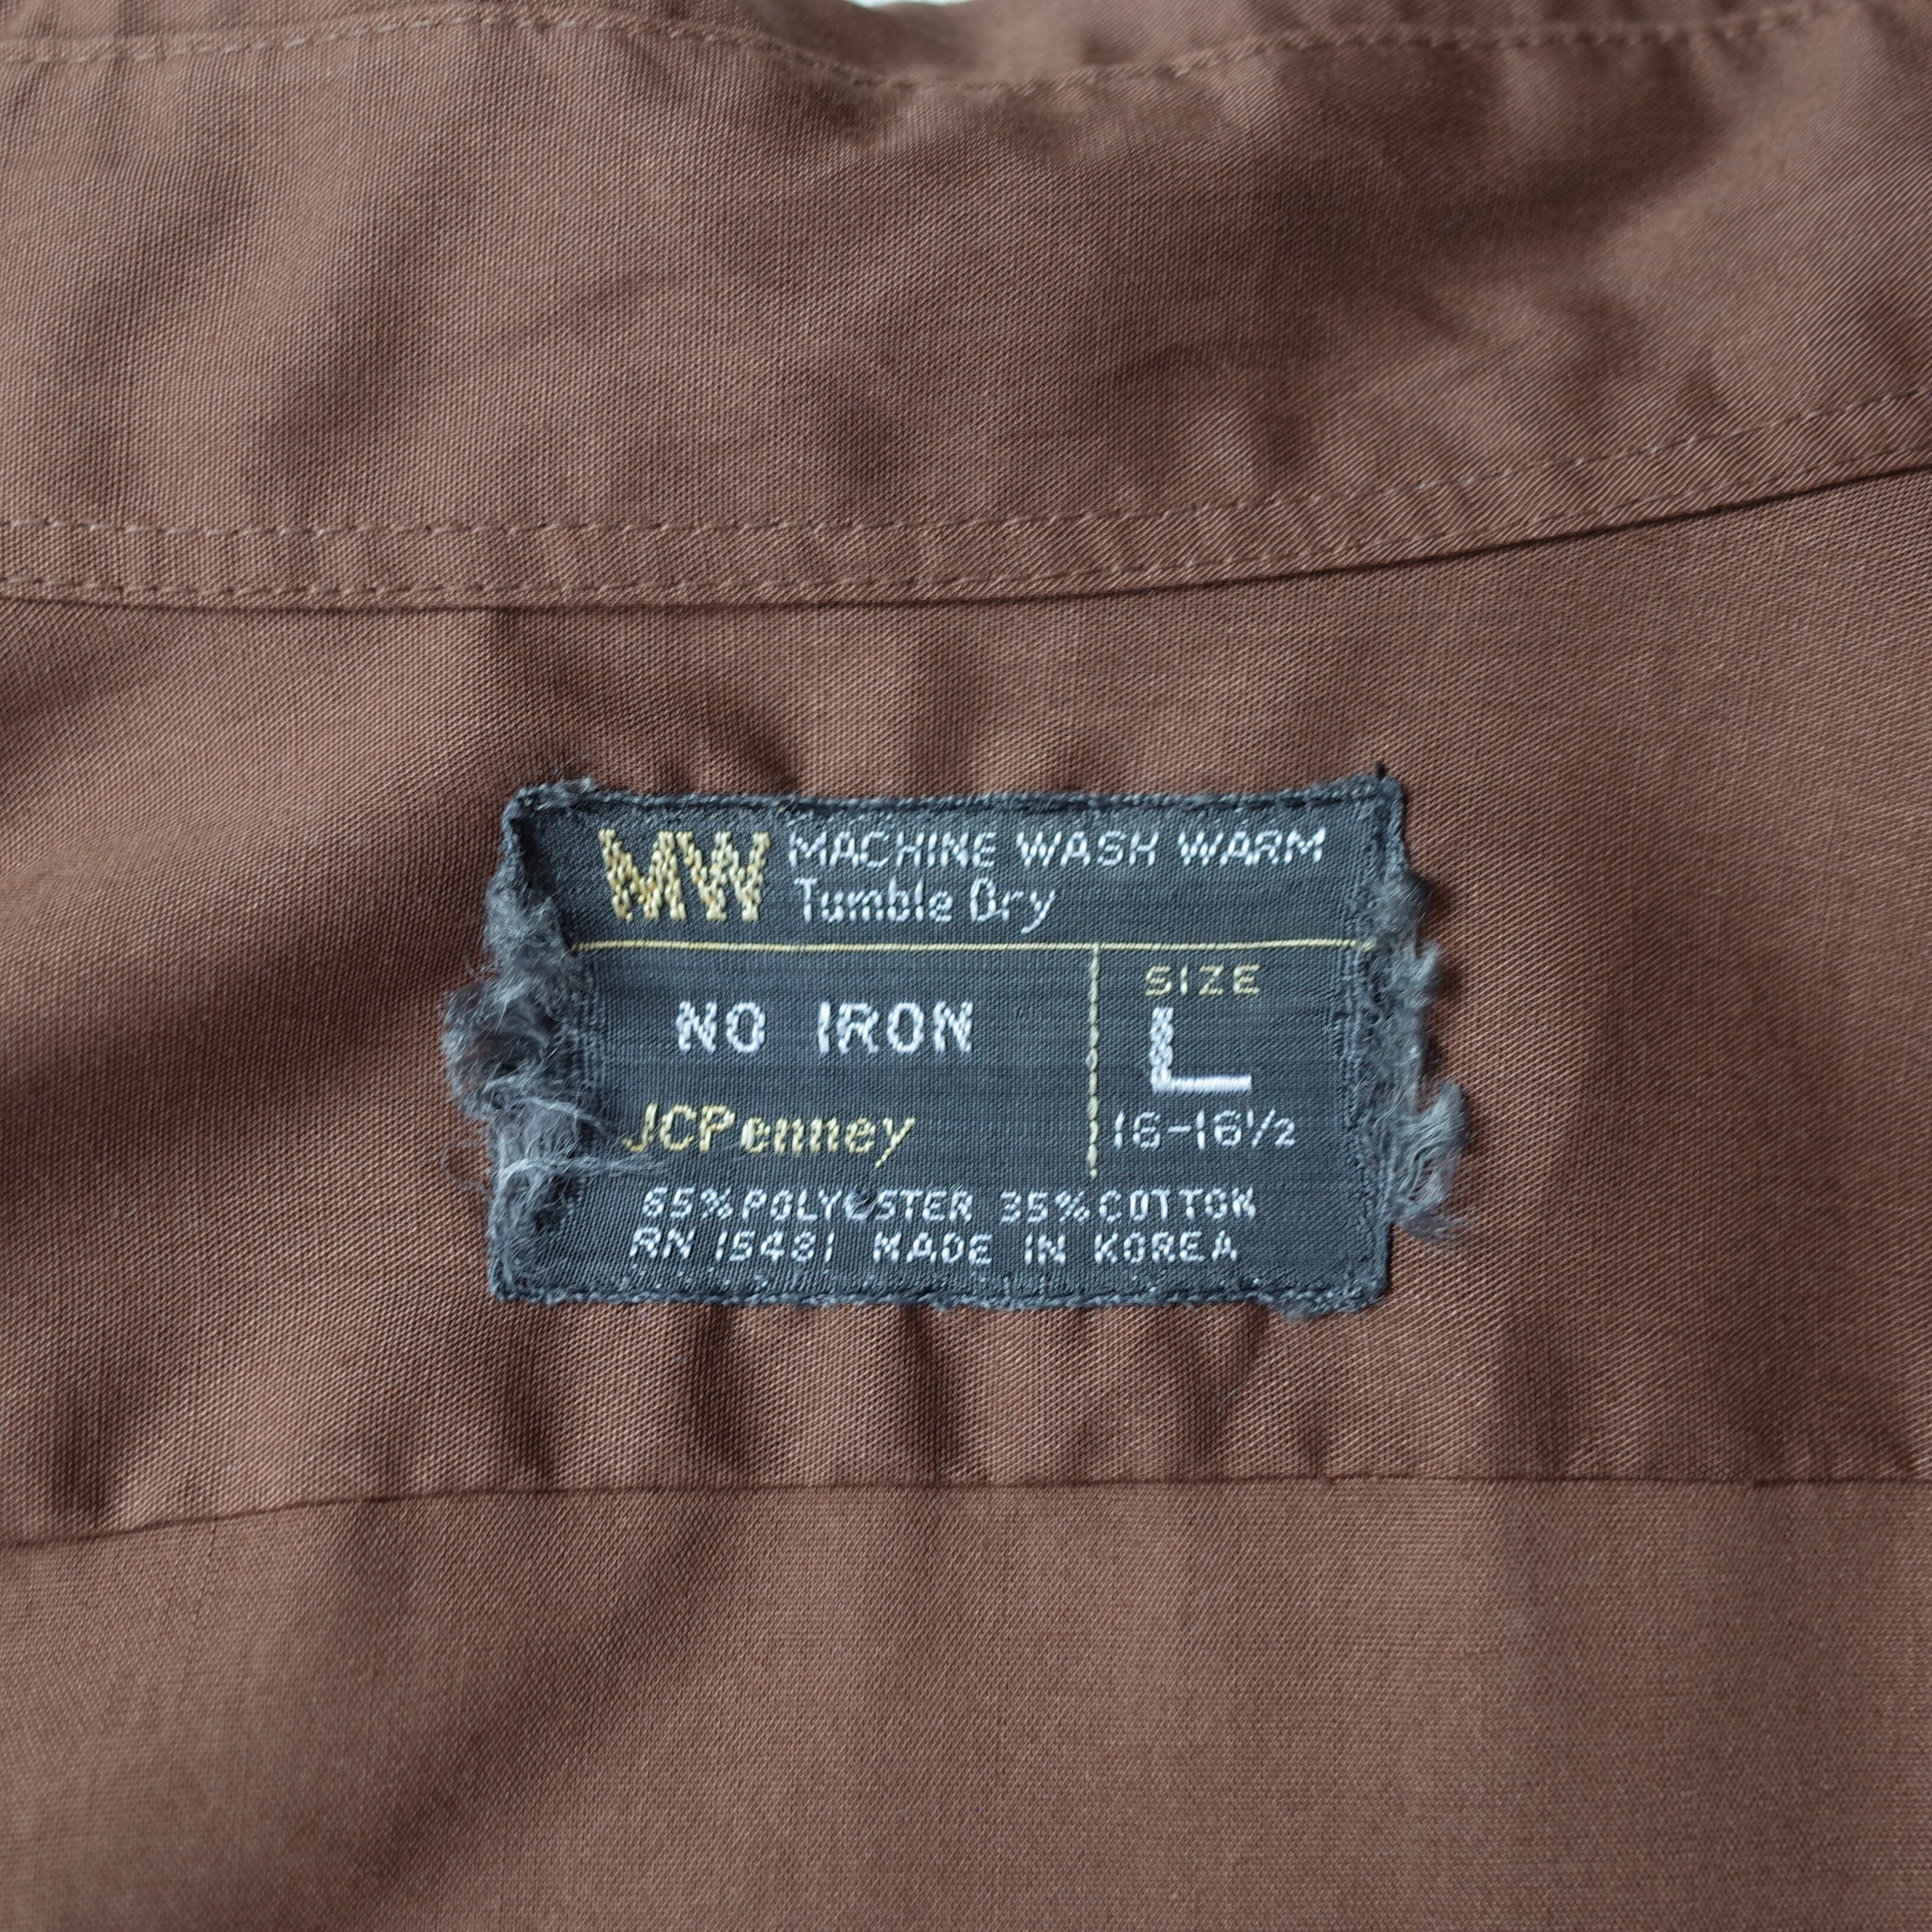 MW MACHINE WASH WARM
Tumble Dry
NO IRON
SIZE
L
JCPenney
16-16½
65% POLYESTER 35% COTTON
RN 15481 MADE IN KOREA